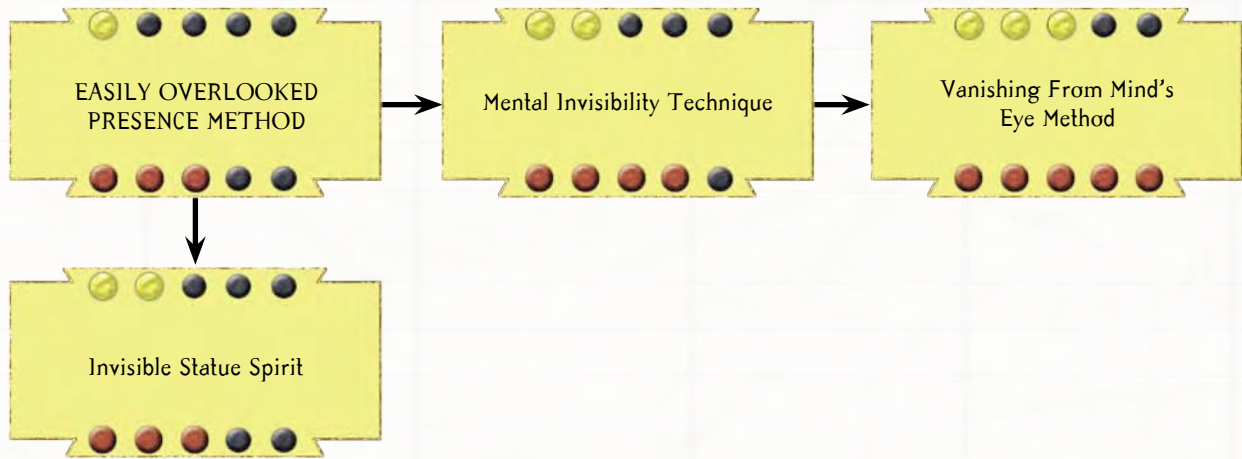 EASILY OVERLOOKED
PRESENCE METHOD
Mental Invisibility Technique
Vanishing From Mind's
Eye Method
Invisible Statue Spirit